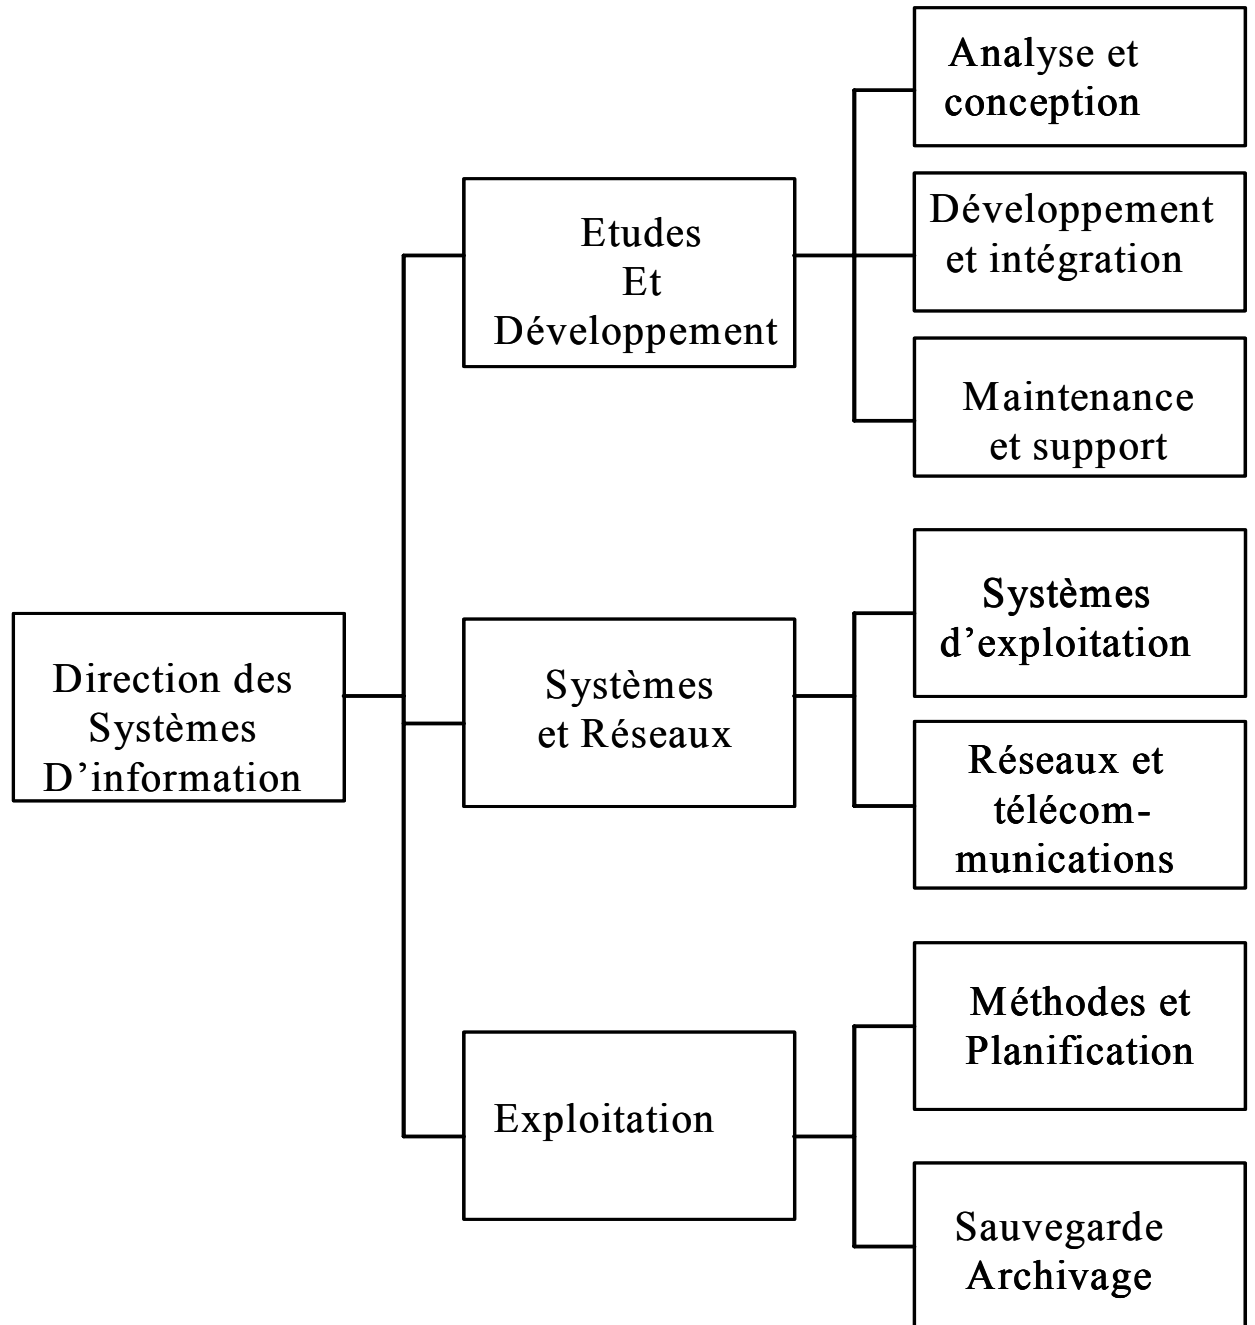 Analyse et
conception
Développement
et intégration
Maintenance
et support
Etudes
Et
Développement
Systèmes
d’exploitation
Réseaux et
télécom-
munications
Systèmes
et Réseaux
Direction des
Systèmes
D’information
Méthodes et
Planification
Sauvegarde
Archivage
Exploitation